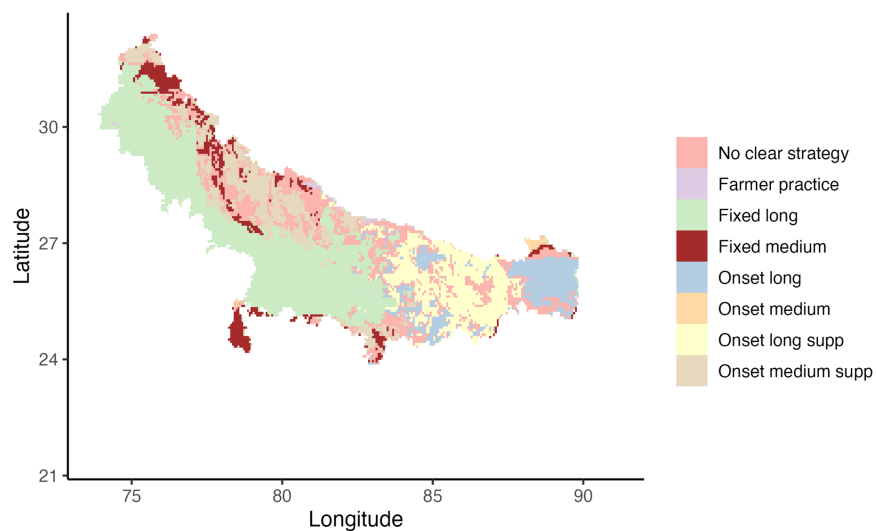 30
27
24
21
75
80
85
90
Latitude
Longitude
No clear strategy
Farmer practice
Fixed long
Fixed medium
Onset long
Onset medium
Onset long supp
Onset medium supp